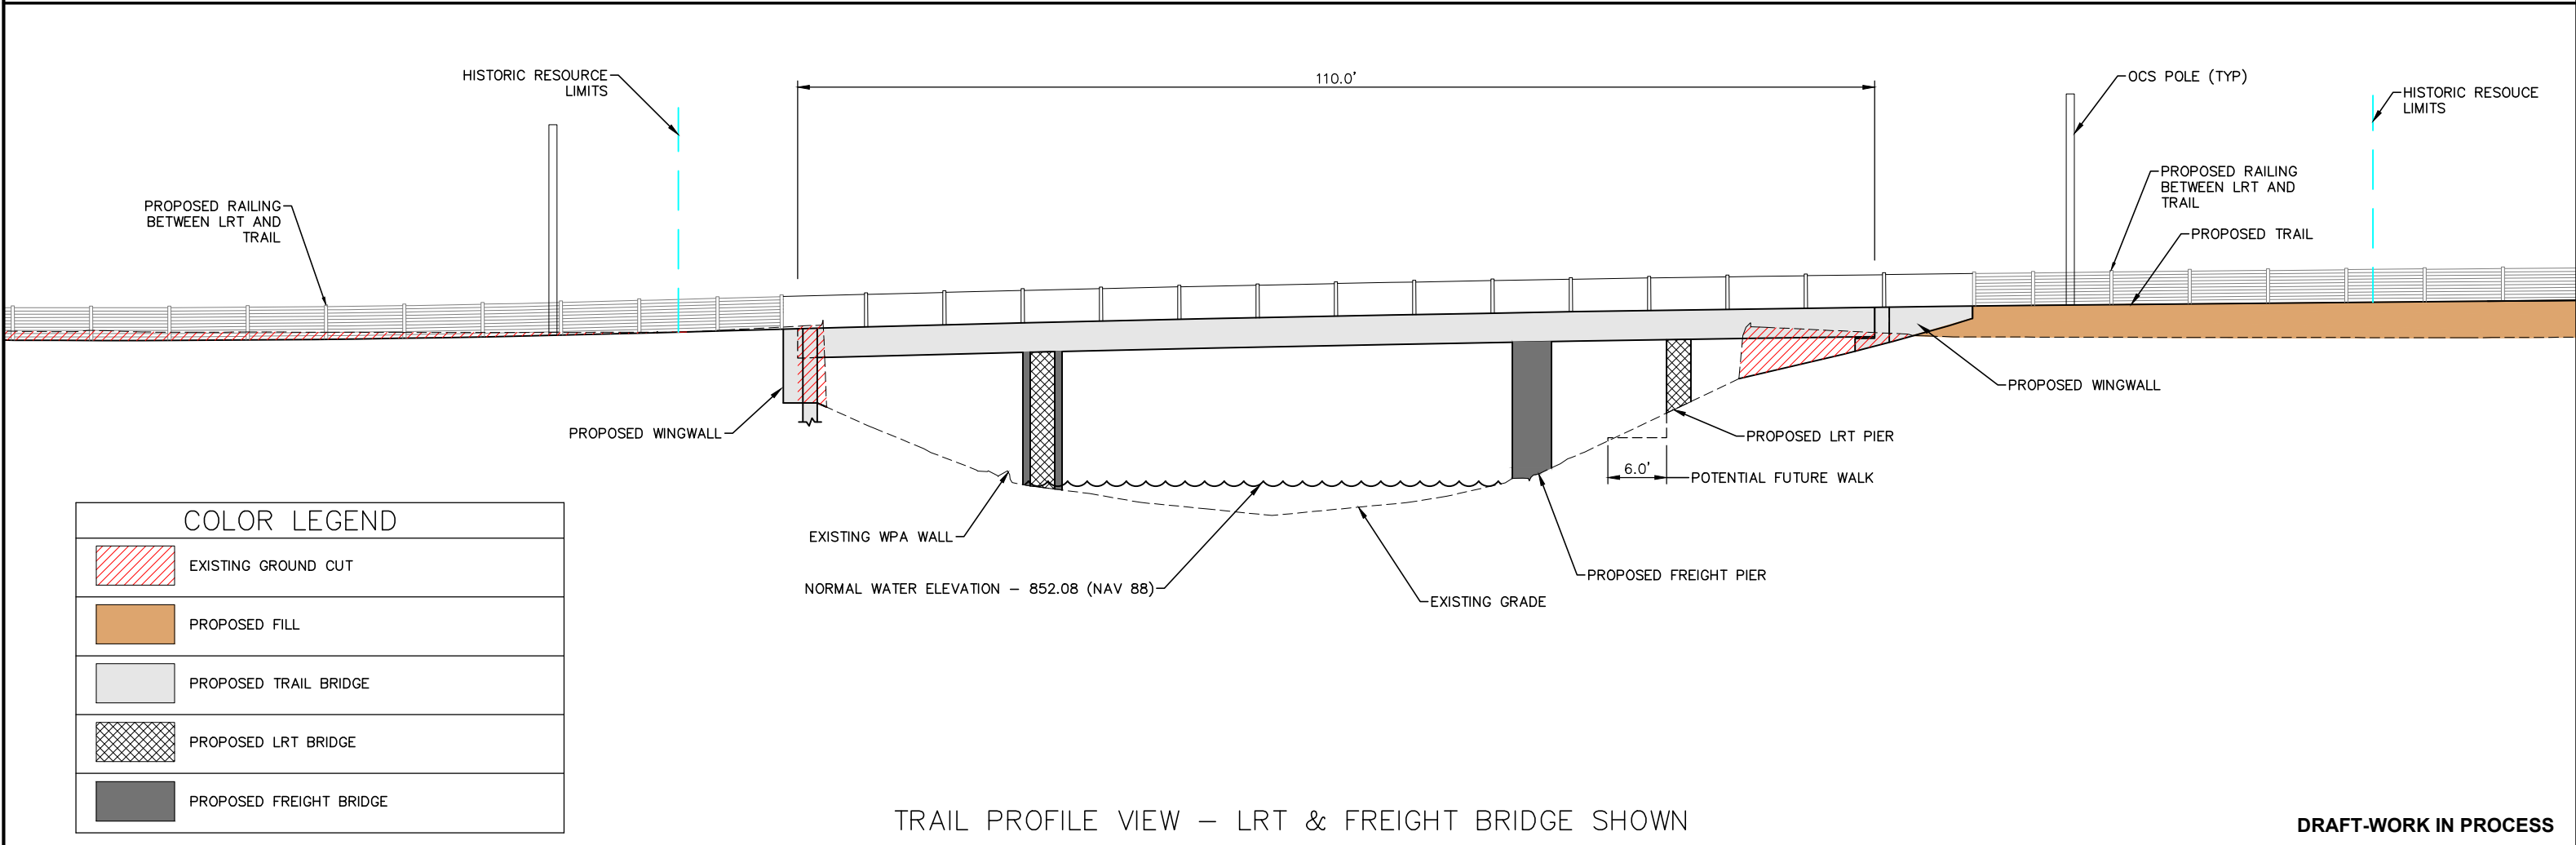 HISTORIC RESOURCE
LIMITS
110.0'
OCS POLE (TYP)
HISTORIC RESOUCE
LIMITS
PROPOSED RAILING
BETWEEN LRT AND
TRAIL
PROPOSED RAILING
BETWEEN LRT AND
TRAIL
PROPOSED TRAIL
PROPOSED WINGWALL
PROPOSED WINGWALL
PROPOSED LRT PIER
6.0'
POTENTIAL FUTURE WALK
EXISTING WPA WALL
NORMAL WATER ELEVATION – 852.08 (NAV 88)
PROPOSED FREIGHT PIER
EXISTING GRADE
COLOR LEGEND
EXISTING GROUND CUT
PROPOSED FILL
PROPOSED TRAIL BRIDGE
PROPOSED LRT BRIDGE
PROPOSED FREIGHT BRIDGE
TRAIL PROFILE VIEW – LRT & FREIGHT BRIDGE SHOWN
DRAFT-WORK IN PROCESS